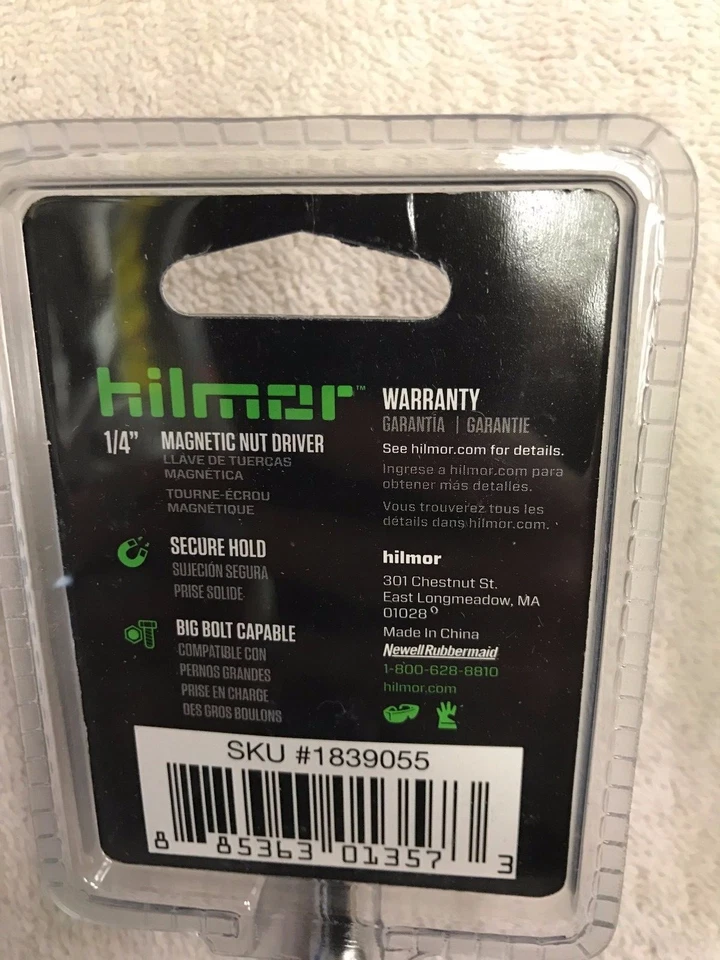 hilmor™
1/4” MAGNETIC NUT DRIVER
LLAVE DE TUERCAS
MAGNÉTICA
TOURNE-ÉCROU
MAGNÉTIQUE
SECURE HOLD
SUJECIÓN SEGURA
PRISE SOLIDE
BIG BOLT CAPABLE
COMPATIBLE CON
PERNOS GRANDES
PRISE EN CHARGE
DES GROS BOULONS
WARRANTY
GARANTÍA | GARANTIE
See hilmor.com for details.
Ingrese a hilmor.com para
obtener más detalles.
Vous trouverez tous les
détails dans hilmor.com.
hilmor
301 Chestnut St.
East Longmeadow, MA
01028
Made In China
NewellRubbermaid
1-800-628-8810
hilmor.com
SKU #1839055
8 85363 01357 3